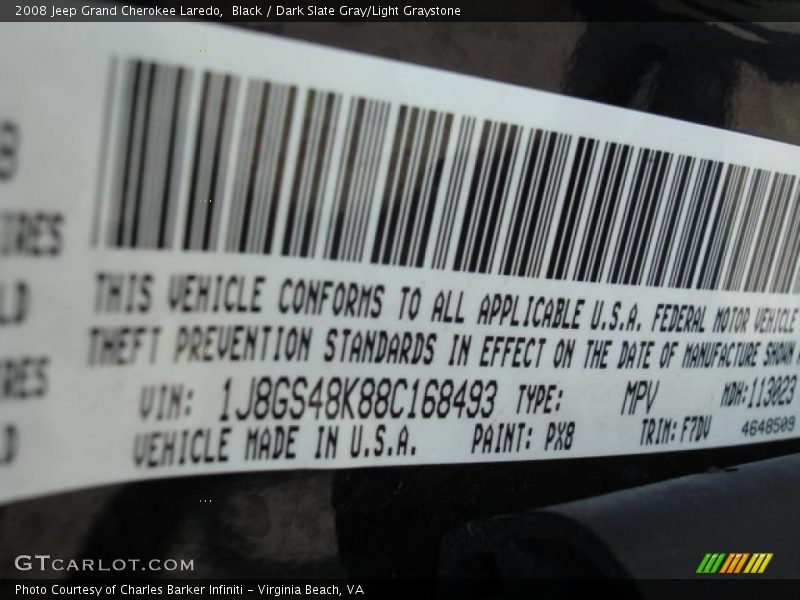 2008 Jeep Grand Cherokee Laredo, Black / Dark Slate Gray/Light Graystone
THIS VEHICLE CONFORMS TO ALL APPLICABLE U.S.A. FEDERAL MOTOR VEHICLE
THEFT PREVENTION STANDARDS IN EFFECT ON THE DATE OF MANUFACTURE SHOWN
VIN: 1J8GS48K88C168493 TYPE: MPV MDH:113023
VEHICLE MADE IN U.S.A. PAINT: PX8 TRIM: F7DV 4648509
GTCARLOT.COM
Photo Courtesy of Charles Barker Infiniti - Virginia Beach, VA